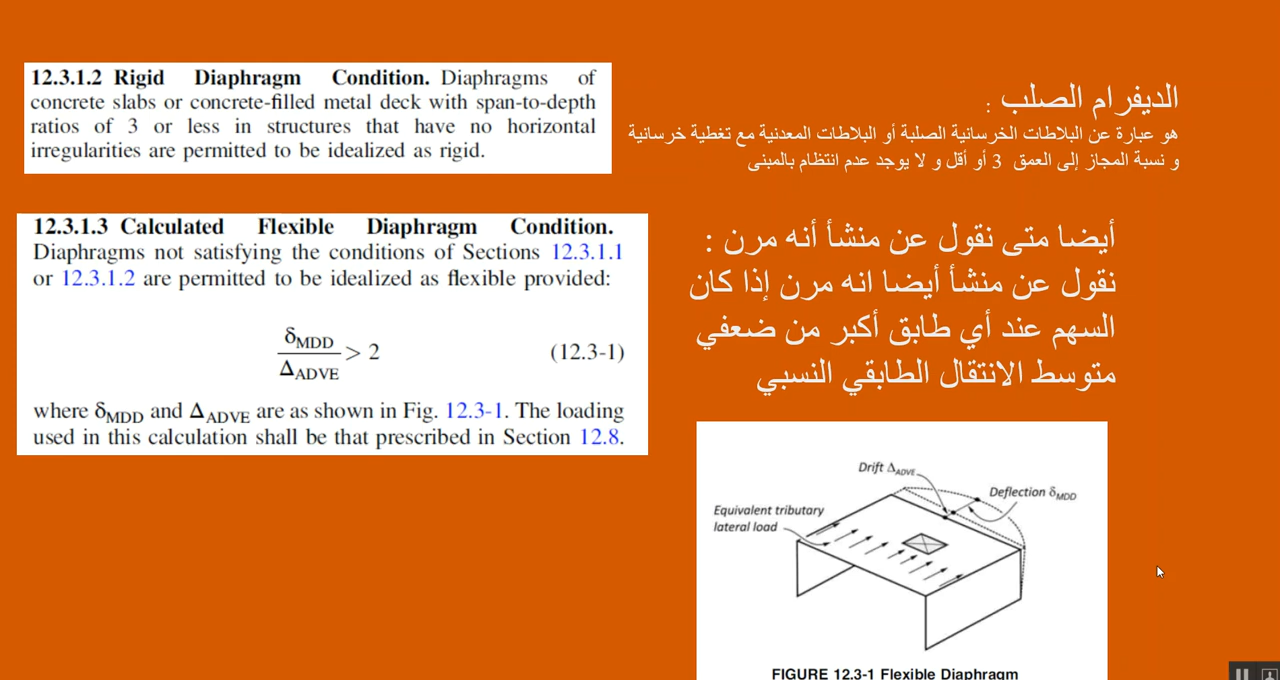 12.3.1.2 Rigid Diaphragm Condition. Diaphragms of
concrete slabs or concrete-filled metal deck with span-to-depth
ratios of 3 or less in structures that have no horizontal
irregularities are permitted to be idealized as rigid.
الديفرام الصلب :
هو عبارة عن البلاطات الخرسانية الصلبة أو البلاطات المعدنية مع تغطية خرسانية
و نسبة المجاز إلى العمق 3 أو أقل و لا يوجد عدم انتظام بالمبنى
12.3.1.3 Calculated Flexible Diaphragm Condition.
Diaphragms not satisfying the conditions of Sections 12.3.1.1
or 12.3.1.2 are permitted to be idealized as flexible provided:
δMDD
ΔADVE
> 2
(12.3-1)
where δMDD and ΔADVE are as shown in Fig. 12.3-1. The loading
used in this calculation shall be that prescribed in Section 12.8.
أيضا متى نقول عن منشأ أنه مرن :
نقول عن منشأ أيضا انه مرن إذا كان
السهم عند أي طابق أكبر من ضعفي
متوسط الانتقال الطابقي النسبي
Drift ΔADVE
Deflection δMDD
Equivalent tributary
lateral load
FIGURE 12.3-1 Flexible Diaphragm